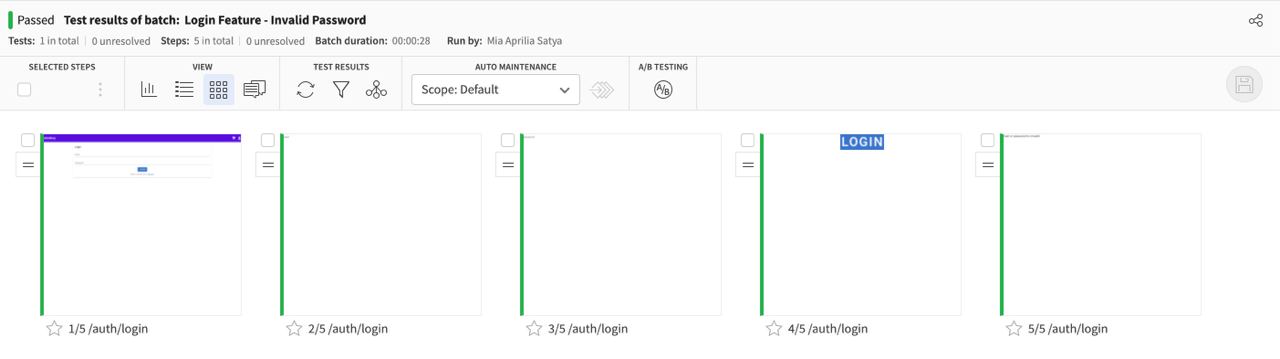 Passed Test results of batch: Login Feature - Invalid Password
Tests: 1 in total | 0 unresolved Steps: 5 in total | 0 unresolved Batch duration: 00:00:28 Run by: Mia Aprilia Satya
SELECTED STEPS VIEW TEST RESULTS AUTO MAINTENANCE A/B TESTING
Scope: Default A/B
LOGIN
1/5 /auth/login 2/5 /auth/login 3/5 /auth/login 4/5 /auth/login 5/5 /auth/login